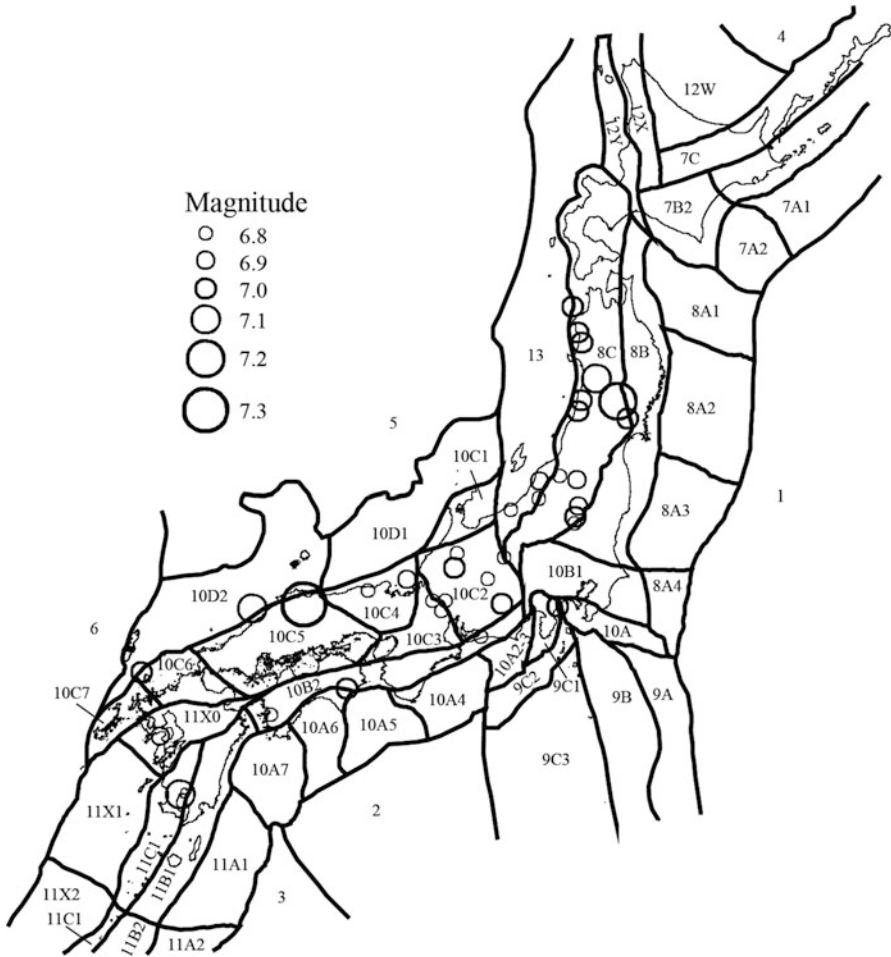 4
12W
12X
12Y
7C
Magnitude
6.8
6.9
7.0
7.1
7.2
7.3
7B2
7A1
7A2
8A1
13
8C
8B
8A2
5
10C1
1
8A3
10D1
10B1
8A4
10D2
10C2
10C4
6
10C3
10A
10C5
10C6
10A2-3
9C2
9C1
10C7
10B2
10A4
9B
9A
11X0
10A6
10A5
9C3
10A7
2
11X1
11C1
11B1
11A1
11X2
3
11C1
11B2
11A2